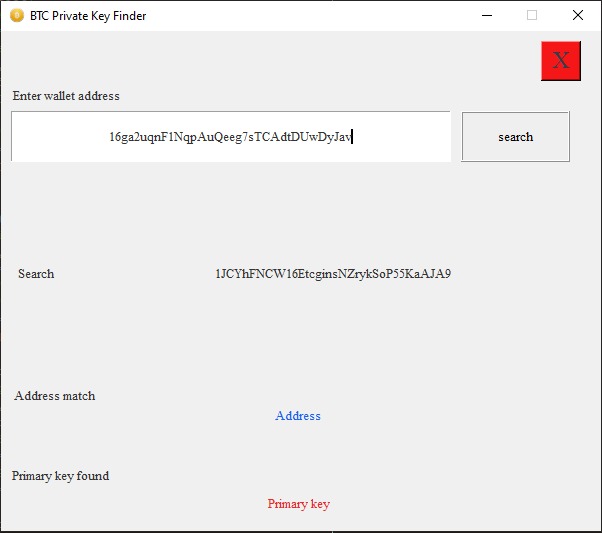 BTC Private Key Finder
X
Enter wallet address
16ga2uqnF1NqpAuQeeg7sTCAdtDUwDyJav
search
Search 1JCYhFNCW16EtcginsNZrykSoP55KaAJA9
Address match
Address
Primary key found
Primary key